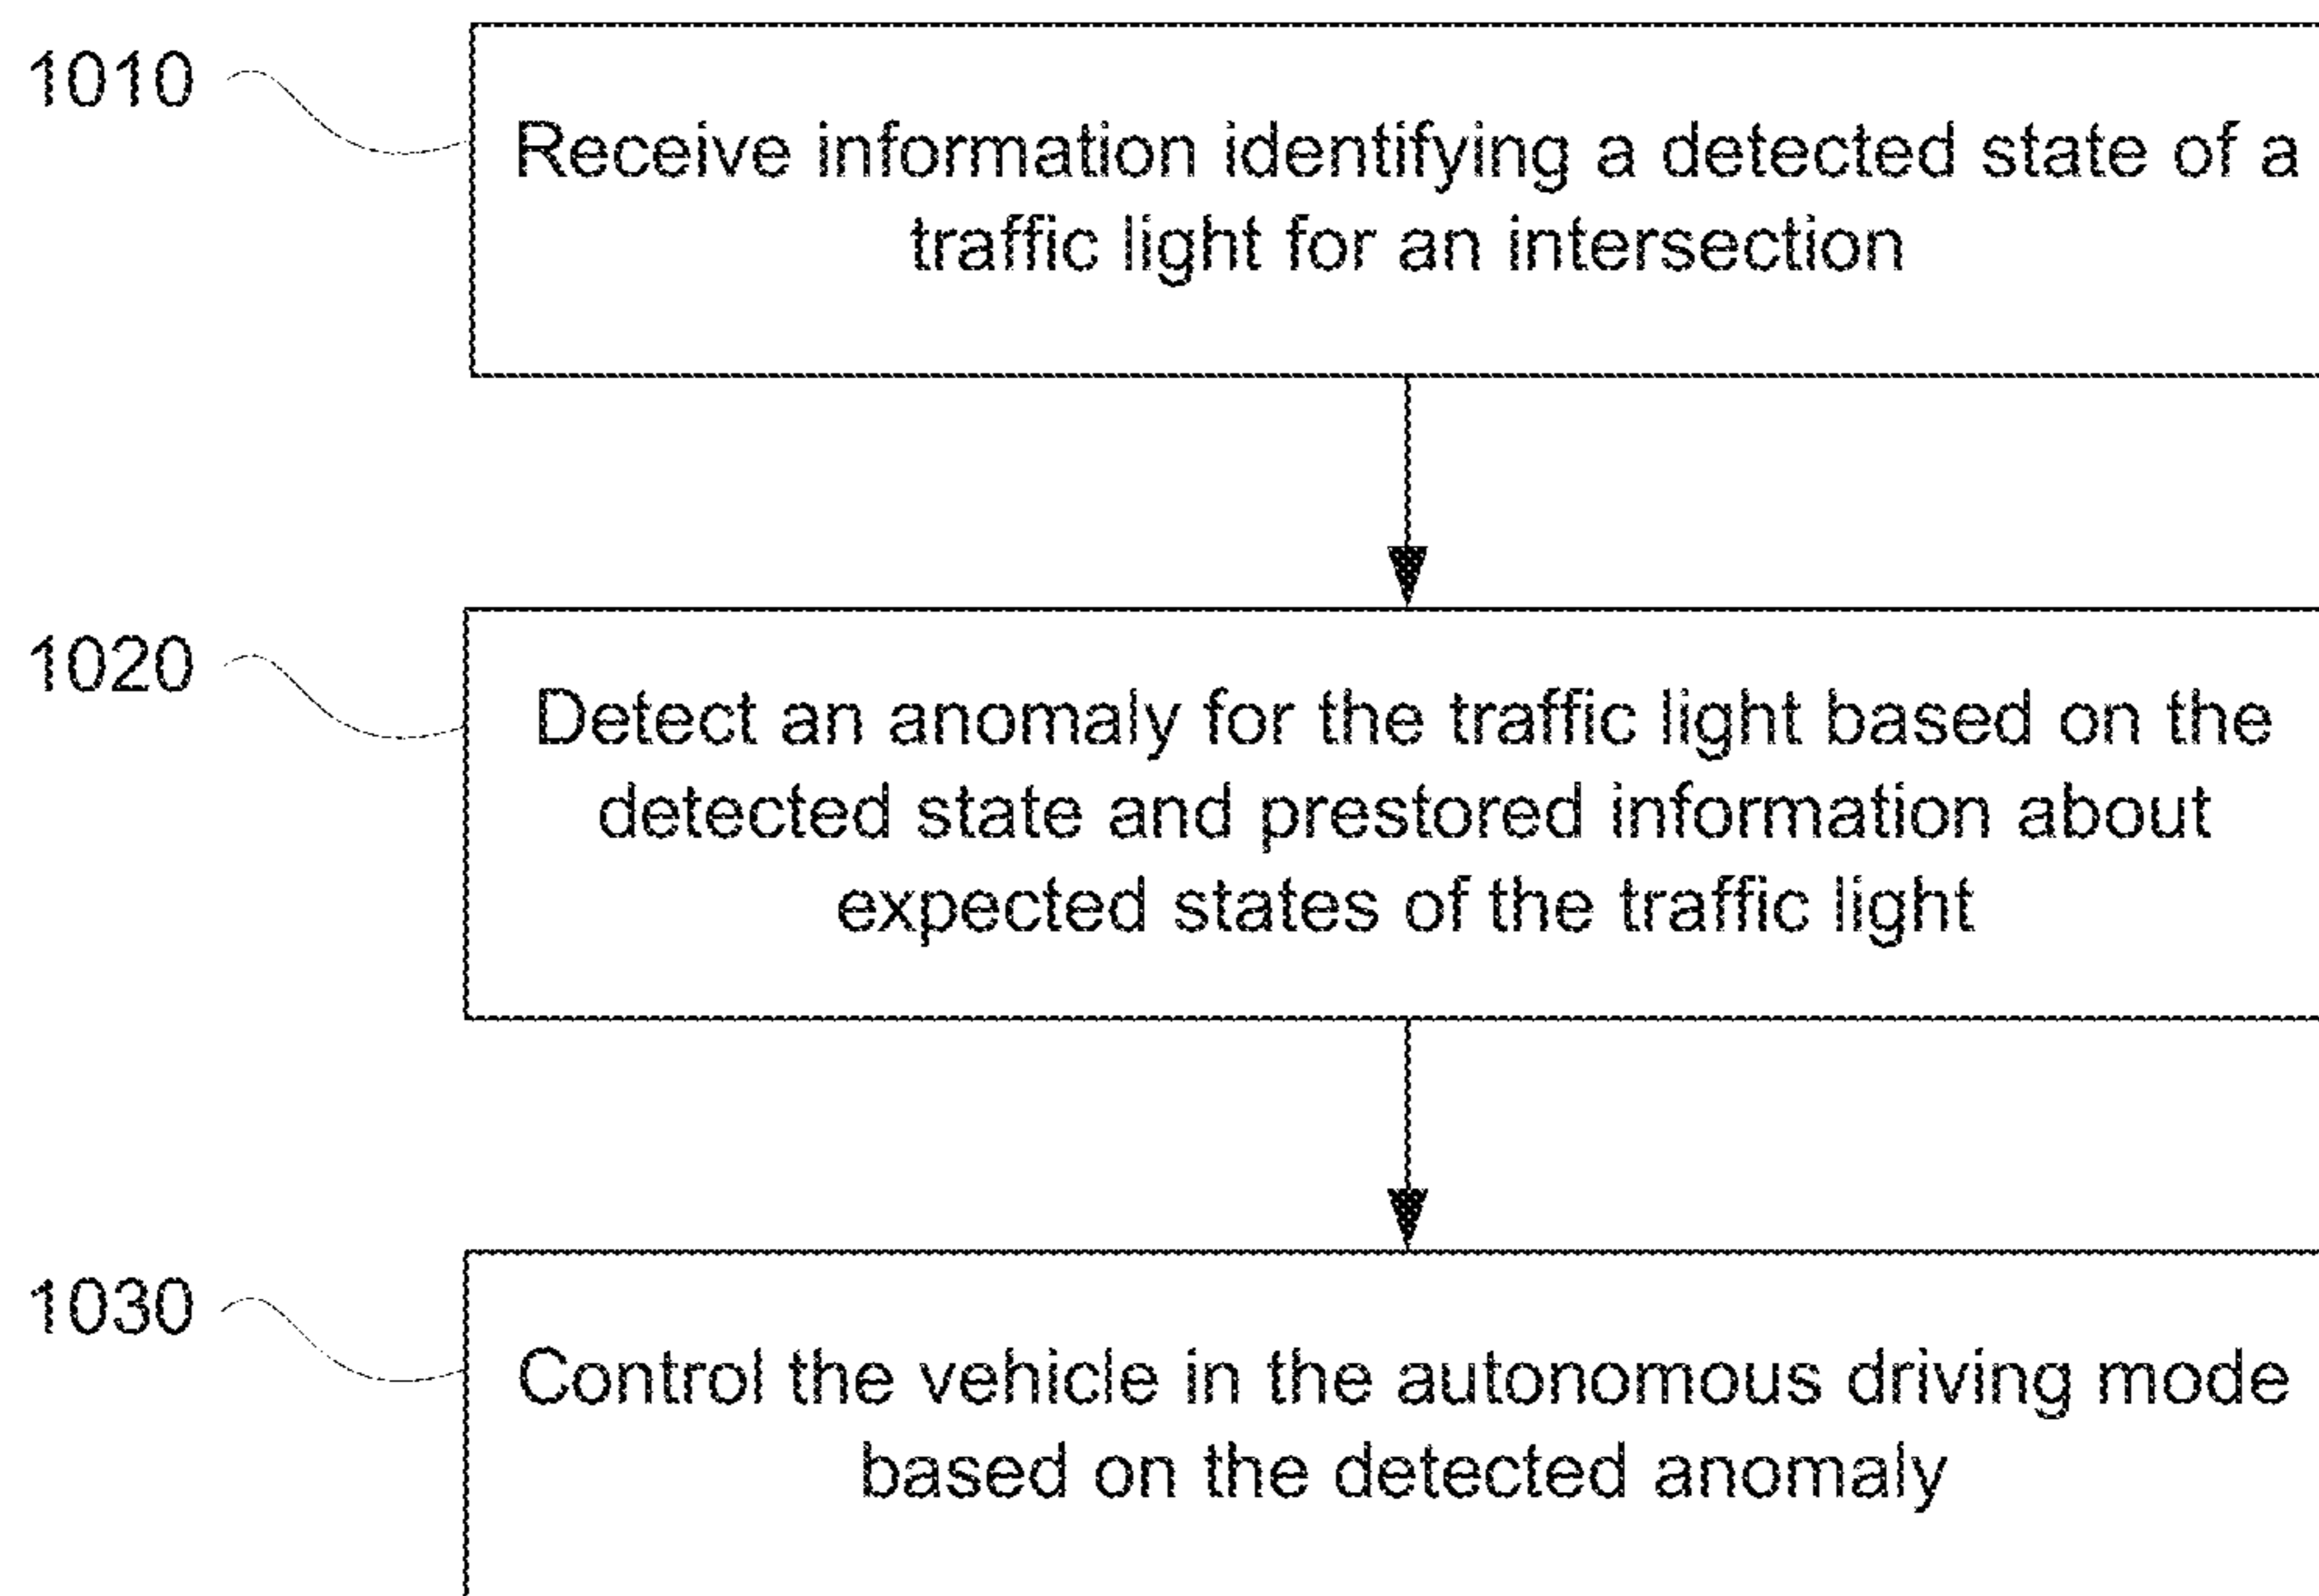 1010
Receive information identifying a detected state of a
traffic light for an intersection
1020
Detect an anomaly for the traffic light based on the
detected state and prestored information about
expected states of the traffic light
1030
Control the vehicle in the autonomous driving mode
based on the detected anomaly